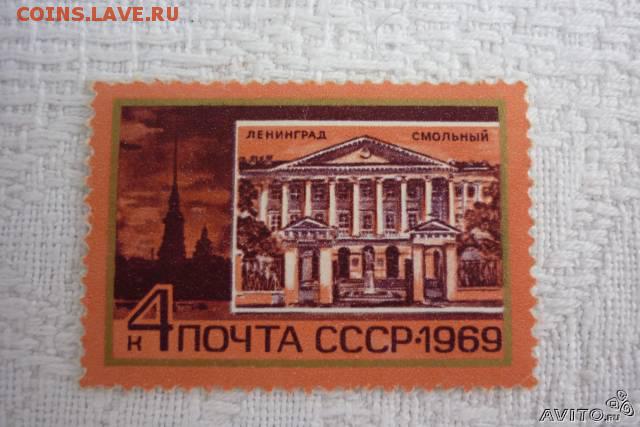 COINS.LAVE.RU
ЛЕНИНГРАД СМОЛЬНЫЙ
4 К ПОЧТА СССР·1969
AVITO.ru